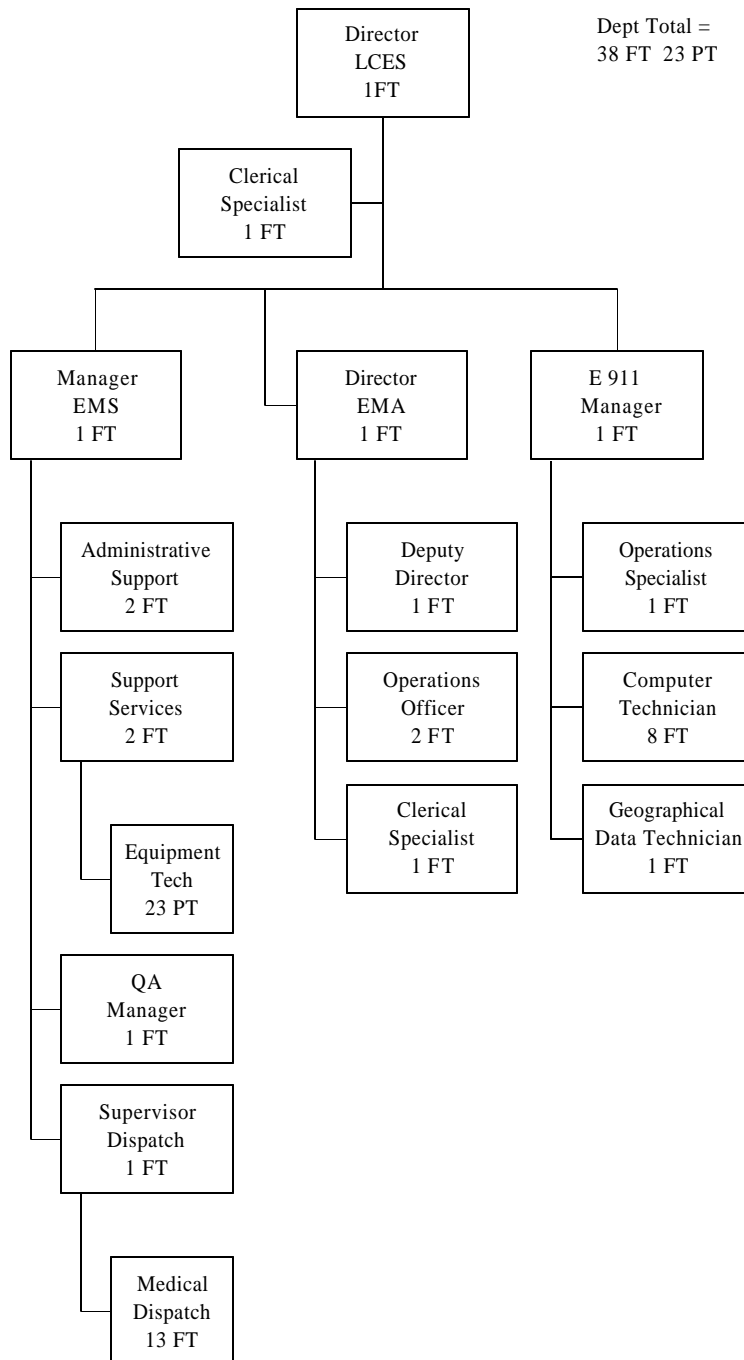 Director
LCES
1FT
Dept Total =
38 FT 23 PT
Clerical
Specialist
1 FT
Manager
EMS
1 FT
Director
EMA
1 FT
E 911
Manager
1 FT
Administrative
Support
2 FT
Support
Services
2 FT
Equipment
Tech
23 PT
QA
Manager
1 FT
Supervisor
Dispatch
1 FT
Medical
Dispatch
13 FT
Deputy
Director
1 FT
Operations
Officer
2 FT
Clerical
Specialist
1 FT
Operations
Specialist
1 FT
Computer
Technician
8 FT
Geographical
Data Technician
1 FT